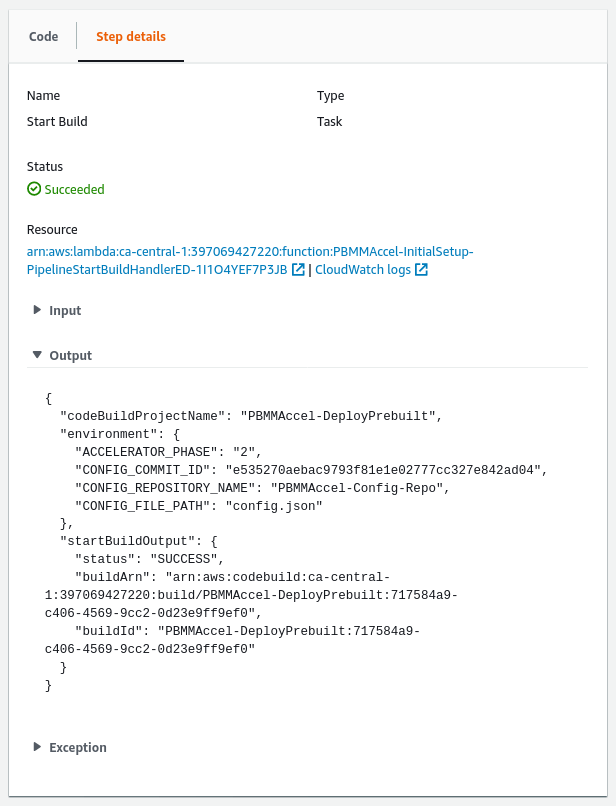 Code
Step details
Name
Type
Start Build
Task
Status
Succeeded
Resource
arn:aws:lambda:ca-central-1:397069427220:function:PBMMAccel-InitialSetup-
PipelineStartBuildHandlerED-1I1O4YEF7P3JB | CloudWatch logs
Input
Output
{
  "codeBuildProjectName": "PBMMAccel-DeployPrebuilt",
  "environment": {
    "ACCELERATOR_PHASE": "2",
    "CONFIG_COMMIT_ID": "e535270aebac9793f81e1e02777cc327e842ad04",
    "CONFIG_REPOSITORY_NAME": "PBMMAccel-Config-Repo",
    "CONFIG_FILE_PATH": "config.json"
  },
  "startBuildOutput": {
    "status": "SUCCESS",
    "buildArn": "arn:aws:codebuild:ca-central-
1:397069427220:build/PBMMAccel-DeployPrebuilt:717584a9-
c406-4569-9cc2-0d23e9ff9ef0",
    "buildId": "PBMMAccel-DeployPrebuilt:717584a9-
c406-4569-9cc2-0d23e9ff9ef0"
  }
}
Exception